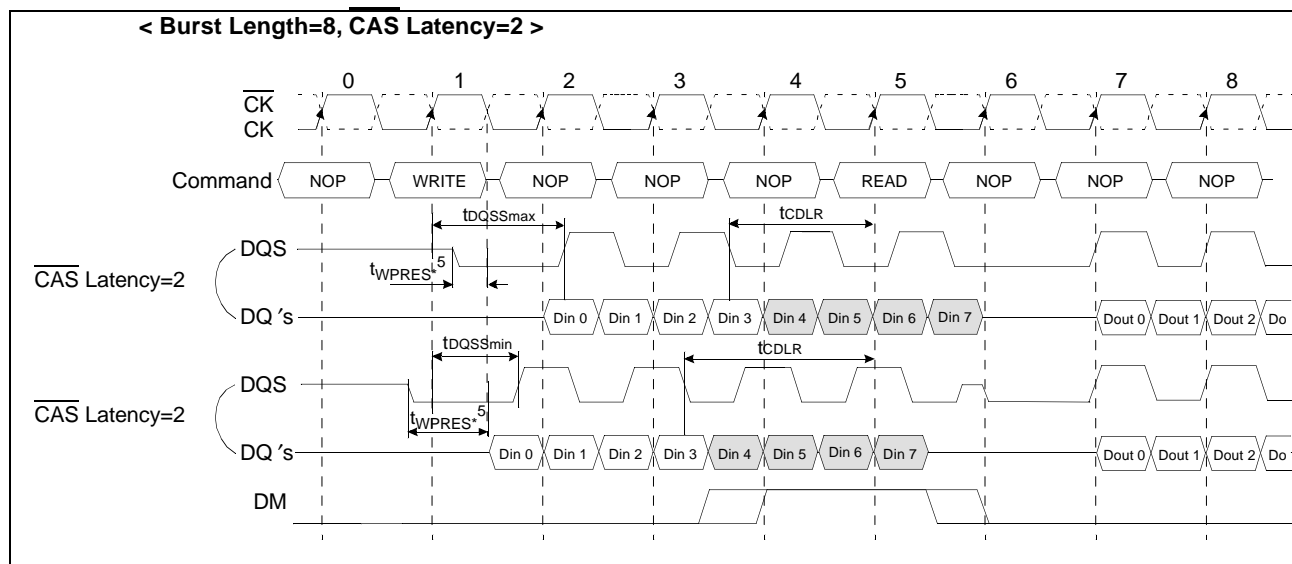 < Burst Length=8, CAS Latency=2 >
0 1 2 3 4 5 6 7 8
CK
CK
Command NOP WRITE NOP NOP NOP READ NOP NOP NOP
tDQSSmax tCDLR
DQS
tWPRES*5
CAS Latency=2
DQ 's Din 0 Din 1 Din 2 Din 3 Din 4 Din 5 Din 6 Din 7 Dout 0 Dout 1 Dout 2 Do
tDQSSmin tCDLR
DQS
CAS Latency=2
tWPRES*5
DQ 's Din 0 Din 1 Din 2 Din 3 Din 4 Din 5 Din 6 Din 7 Dout 0 Dout 1 Dout 2 Do
DM